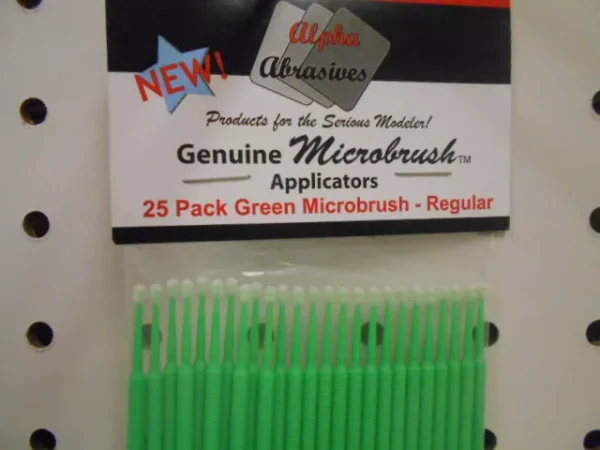 Alpha
Abrasives
NEW!
Products for the Serious Modeler!
Genuine Microbrush™
Applicators
25 Pack Green Microbrush - Regular